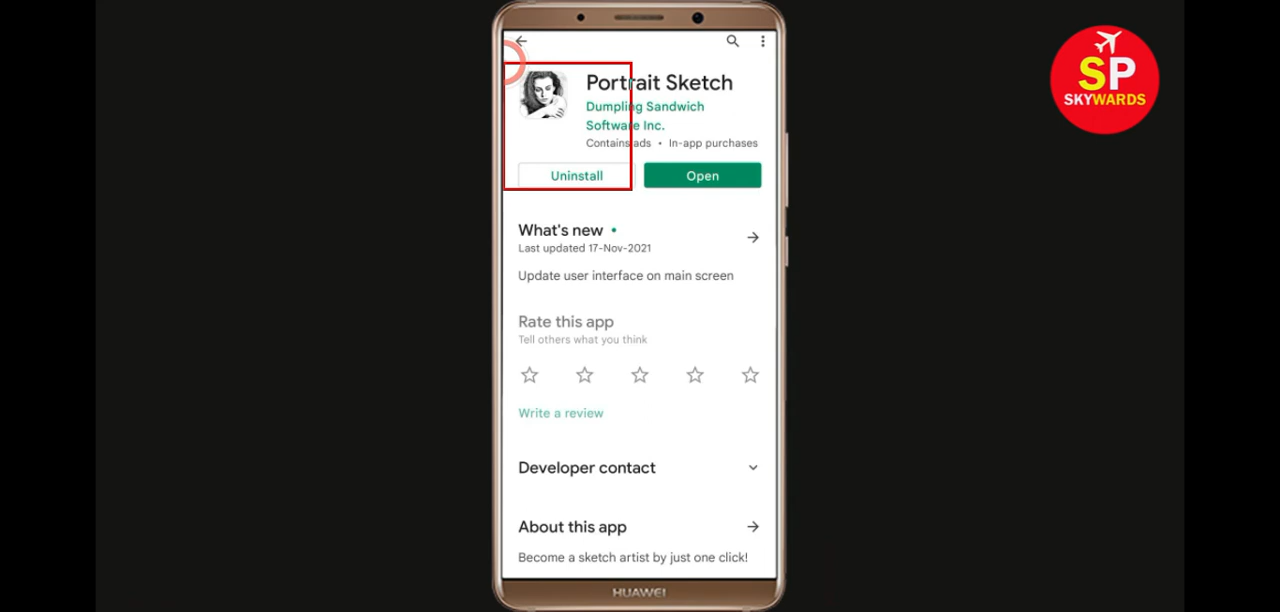 Portrait Sketch
Dumpling Sandwich
Software Inc.
Contains ads • In-app purchases
Uninstall
Open
What's new •
Last updated 17-Nov-2021
Update user interface on main screen
Rate this app
Tell others what you think
Write a review
Developer contact
About this app
Become a sketch artist by just one click!
HUAWEI
SP
SKYWARDS